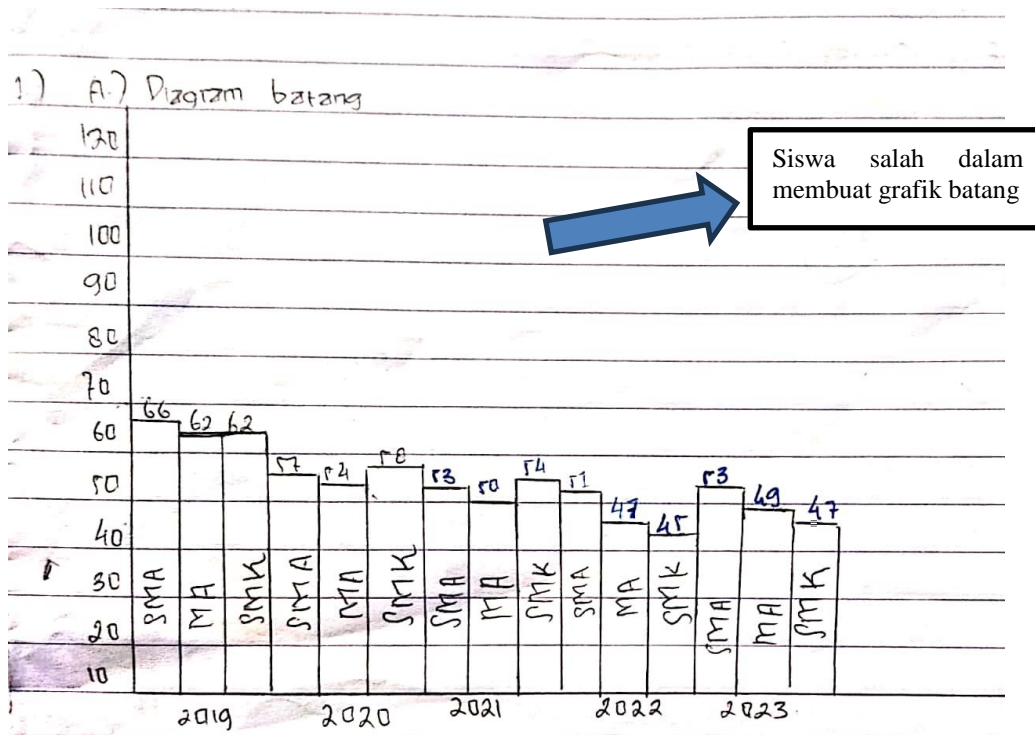 1.) A.) Diagram batang
120
110
100
90
80
70
60
50
40
30
20
10
Siswa salah dalam
membuat grafik batang
66 62 62 57 54 58 53 50 54 51 47 45 53 49 47
SMA MA SMK SMA MA SMK SMA MA SMK SMA MA SMK SMA MA SMK
2019 2020 2021 2022 2023